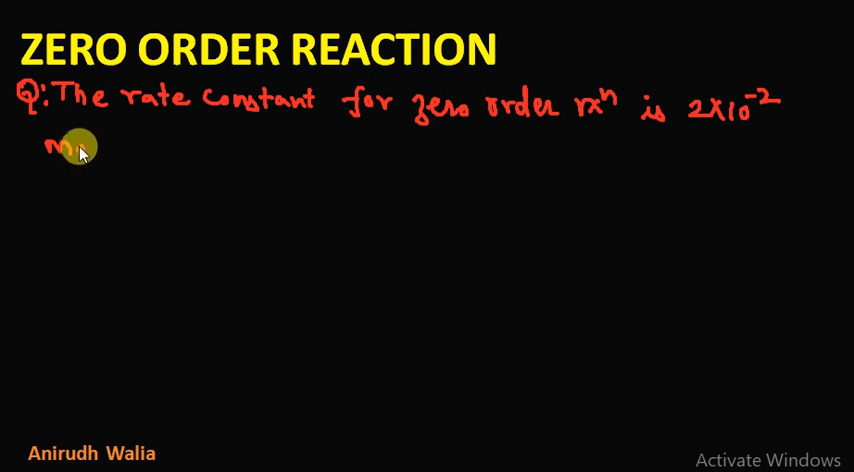 ZERO ORDER REACTION
Q: The rate constant for zero order rxⁿ is 2x10⁻²
Anirudh Walia
Activate Windows